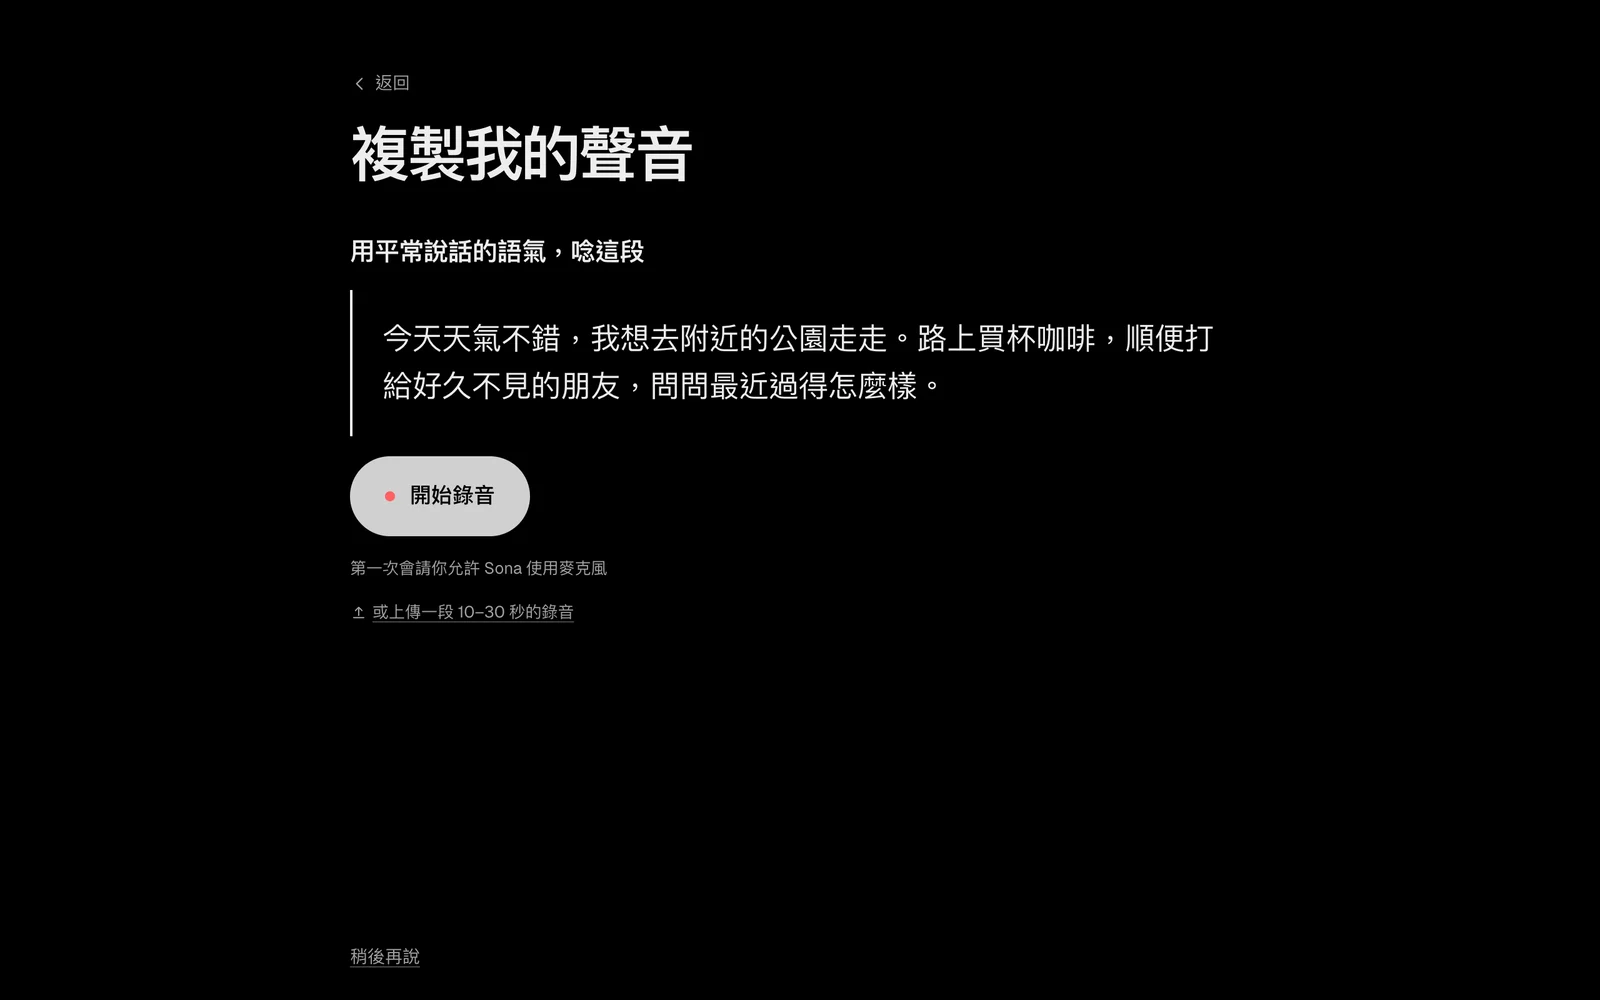 返回
複製我的聲音
用平常說話的語氣，唸這段
今天天氣不錯，我想去附近的公園走走。路上買杯咖啡，順便打
給好久不見的朋友，問問最近過得怎麼樣。
開始錄音
第一次會請你允許 Sona 使用麥克風
或上傳一段 10–30 秒的錄音
稍後再說